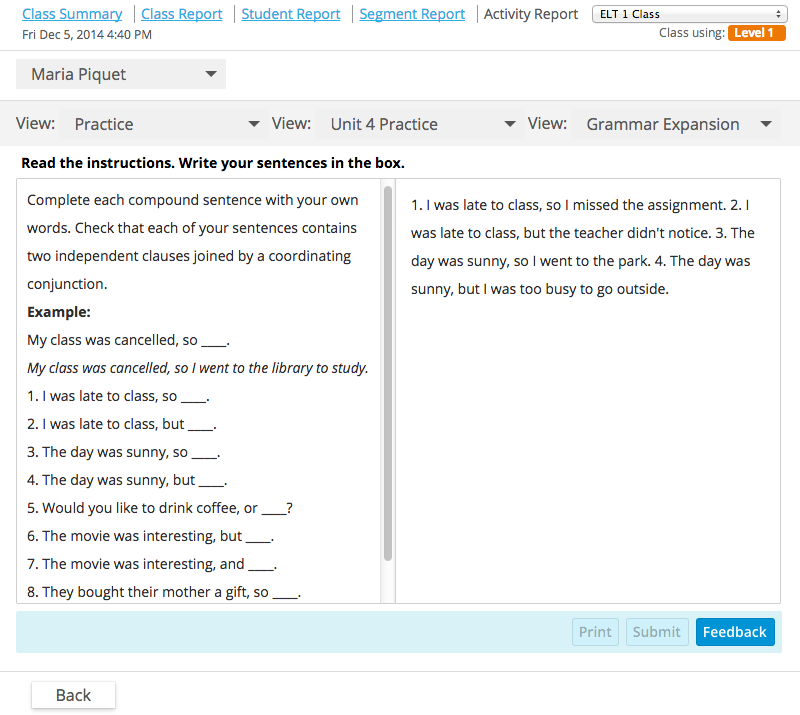 Class Summary Class Report Student Report Segment Report Activity Report ELT 1 Class
Fri Dec 5, 2014 4:40 PM Class using: Level 1
Maria Piquet
View: Practice View: Unit 4 Practice View: Grammar Expansion
Read the instructions. Write your sentences in the box.
Complete each compound sentence with your own
words. Check that each of your sentences contains
two independent clauses joined by a coordinating
conjunction.
Example:
My class was cancelled, so ____.
My class was cancelled, so I went to the library to study.
1. I was late to class, so ____.
2. I was late to class, but ____.
3. The day was sunny, so ____.
4. The day was sunny, but ____.
5. Would you like to drink coffee, or ____?
6. The movie was interesting, but ____.
7. The movie was interesting, and ____.
8. They bought their mother a gift, so ____.
1. I was late to class, so I missed the assignment. 2. I
was late to class, but the teacher didn't notice. 3. The
day was sunny, so I went to the park. 4. The day was
sunny, but I was too busy to go outside.
Print Submit Feedback
Back